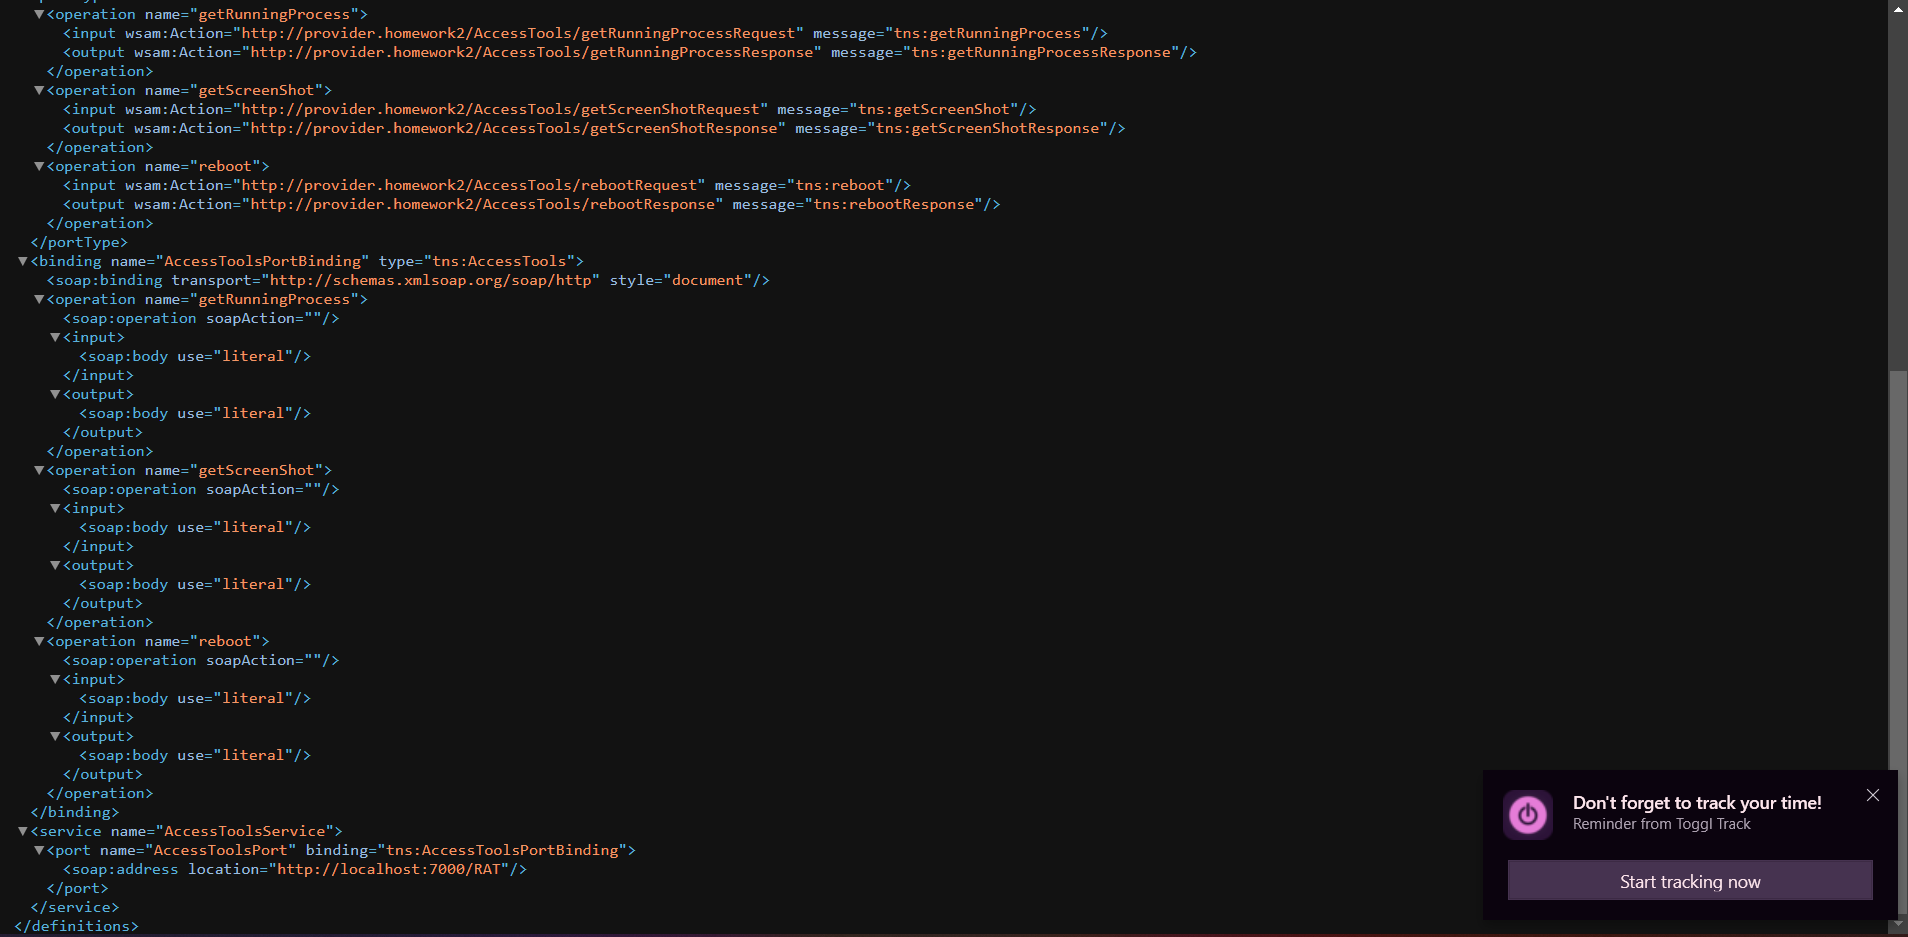 <operation name="getRunningProcess">
<input wsam:Action="http://provider.homework2/AccessTools/getRunningProcessRequest" message="tns:getRunningProcess"/>
<output wsam:Action="http://provider.homework2/AccessTools/getRunningProcessResponse" message="tns:getRunningProcessResponse"/>
</operation>
<operation name="getScreenShot">
<input wsam:Action="http://provider.homework2/AccessTools/getScreenShotRequest" message="tns:getScreenShot"/>
<output wsam:Action="http://provider.homework2/AccessTools/getScreenShotResponse" message="tns:getScreenShotResponse"/>
</operation>
<operation name="reboot">
<input wsam:Action="http://provider.homework2/AccessTools/rebootRequest" message="tns:reboot"/>
<output wsam:Action="http://provider.homework2/AccessTools/rebootResponse" message="tns:rebootResponse"/>
</operation>
</portType>
<binding name="AccessToolsPortBinding" type="tns:AccessTools">
<soap:binding transport="http://schemas.xmlsoap.org/soap/http" style="document"/>
<operation name="getRunningProcess">
<soap:operation soapAction=""/>
<input>
<soap:body use="literal"/>
</input>
<output>
<soap:body use="literal"/>
</output>
</operation>
<operation name="getScreenShot">
<soap:operation soapAction=""/>
<input>
<soap:body use="literal"/>
</input>
<output>
<soap:body use="literal"/>
</output>
</operation>
<operation name="reboot">
<soap:operation soapAction=""/>
<input>
<soap:body use="literal"/>
</input>
<output>
<soap:body use="literal"/>
</output>
</operation>
</binding>
<service name="AccessToolsService">
<port name="AccessToolsPort" binding="tns:AccessToolsPortBinding">
<soap:address location="http://localhost:7000/RAT"/>
</port>
</service>
</definitions>
Don't forget to track your time!
Reminder from Toggl Track
Start tracking now